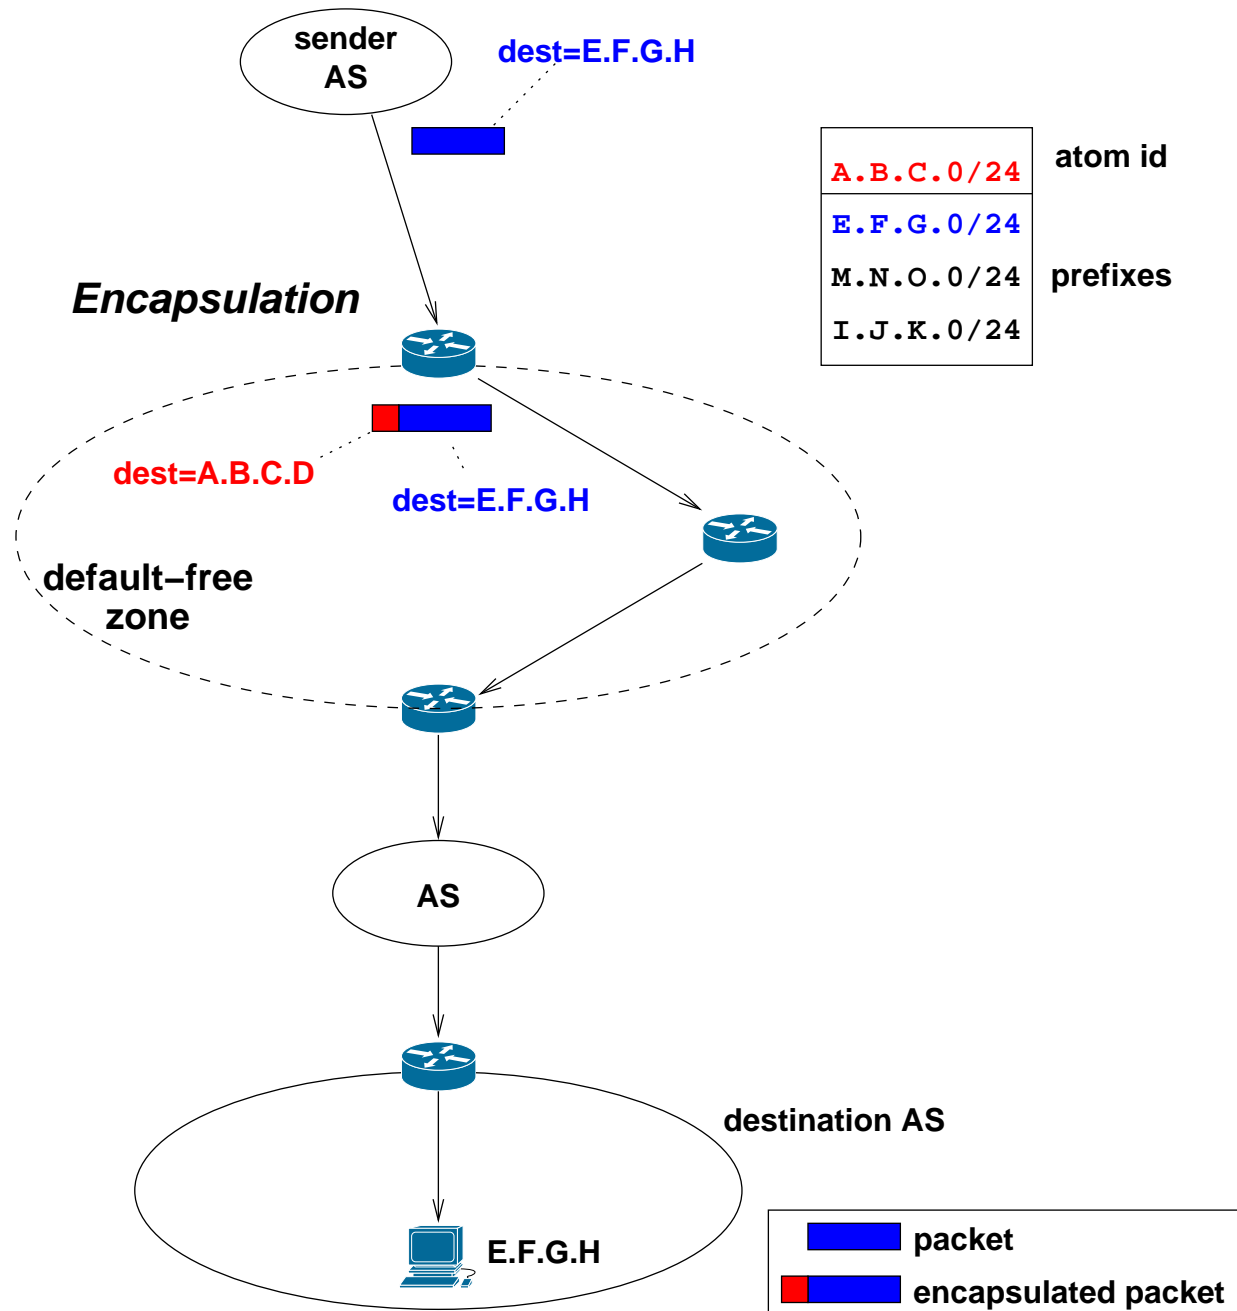 sender
AS
dest=E.F.G.H
A.B.C.0/24
atom id
E.F.G.0/24
M.N.O.0/24
prefixes
I.J.K.0/24
Encapsulation
dest=A.B.C.D
dest=E.F.G.H
default–free
zone
AS
destination AS
E.F.G.H
packet
encapsulated packet